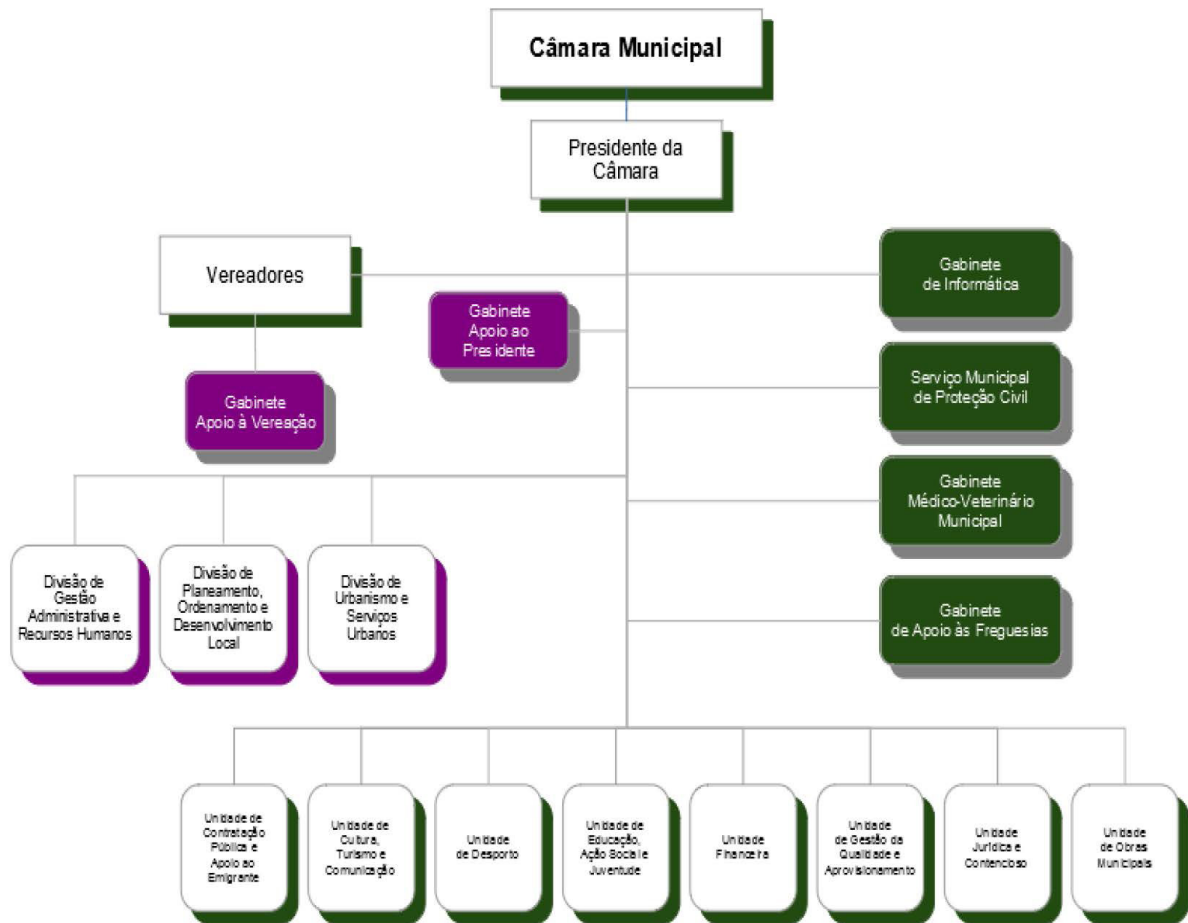 Câmara Municipal
Presidente da
Câmara
Vereadores
Gabinete
de Informática
Gabinete
Apoio ao
Presidente
Serviço Municipal
de Proteção Civil
Gabinete
Apoio à Vereação
Gabinete
Médico-Veterinário
Municipal
Divisão de
Gestão
Administrativa e
Recursos Humanos
Divisão de
Planeamento,
Ordenamento e
Desenvolvimento
Local
Divisão de
Urbanismo e
Serviços
Urbanos
Gabinete
de Apoio às Freguesias
Unidade de
Contratação
Pública e
Apoio ao
Emigrante
Unidade de
Cultura,
Turismo e
Comunicação
Unidade
de Desporto
Unidade de
Educação,
Ação Social e
Juventude
Unidade
Financeira
Unidade
de Gestão da
Qualidade e
Aprovisionamento
Unidade
Jurídica e
Contencioso
Unidade
de Obras
Municipais